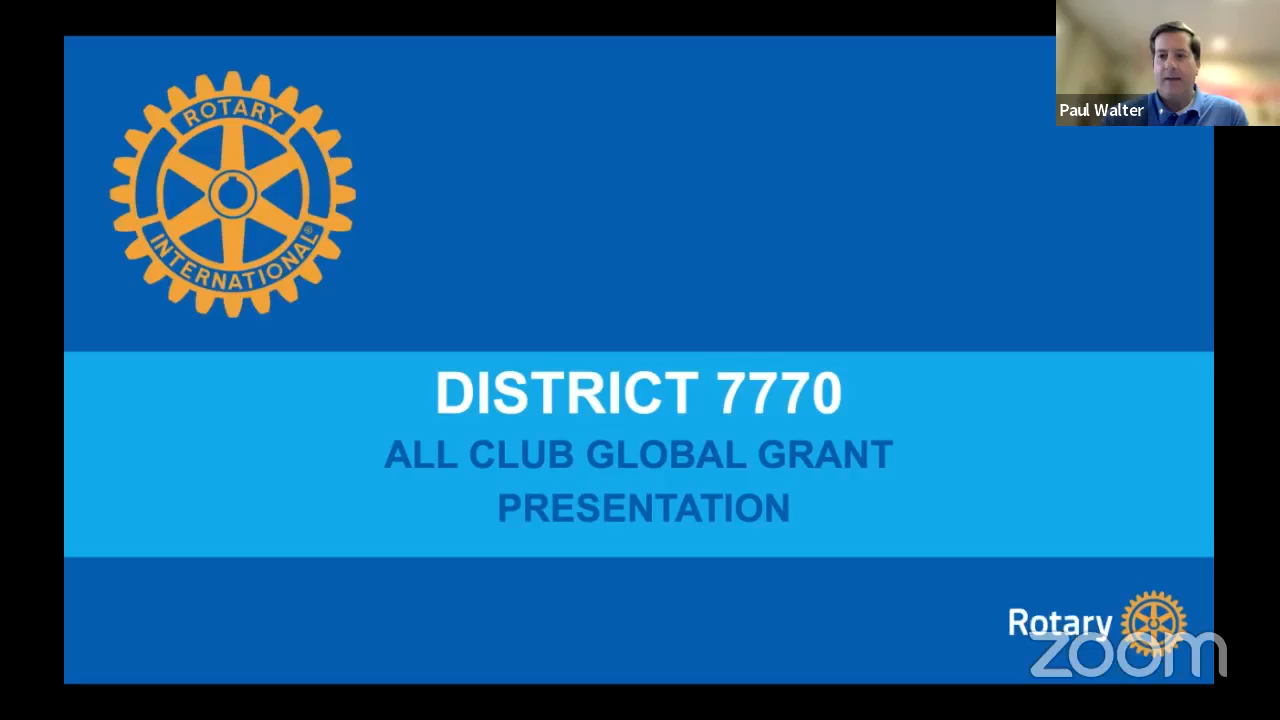 ROTARY
INTERNATIONAL®
Paul Walter
DISTRICT 7770
ALL CLUB GLOBAL GRANT
PRESENTATION
Rotary
zoom